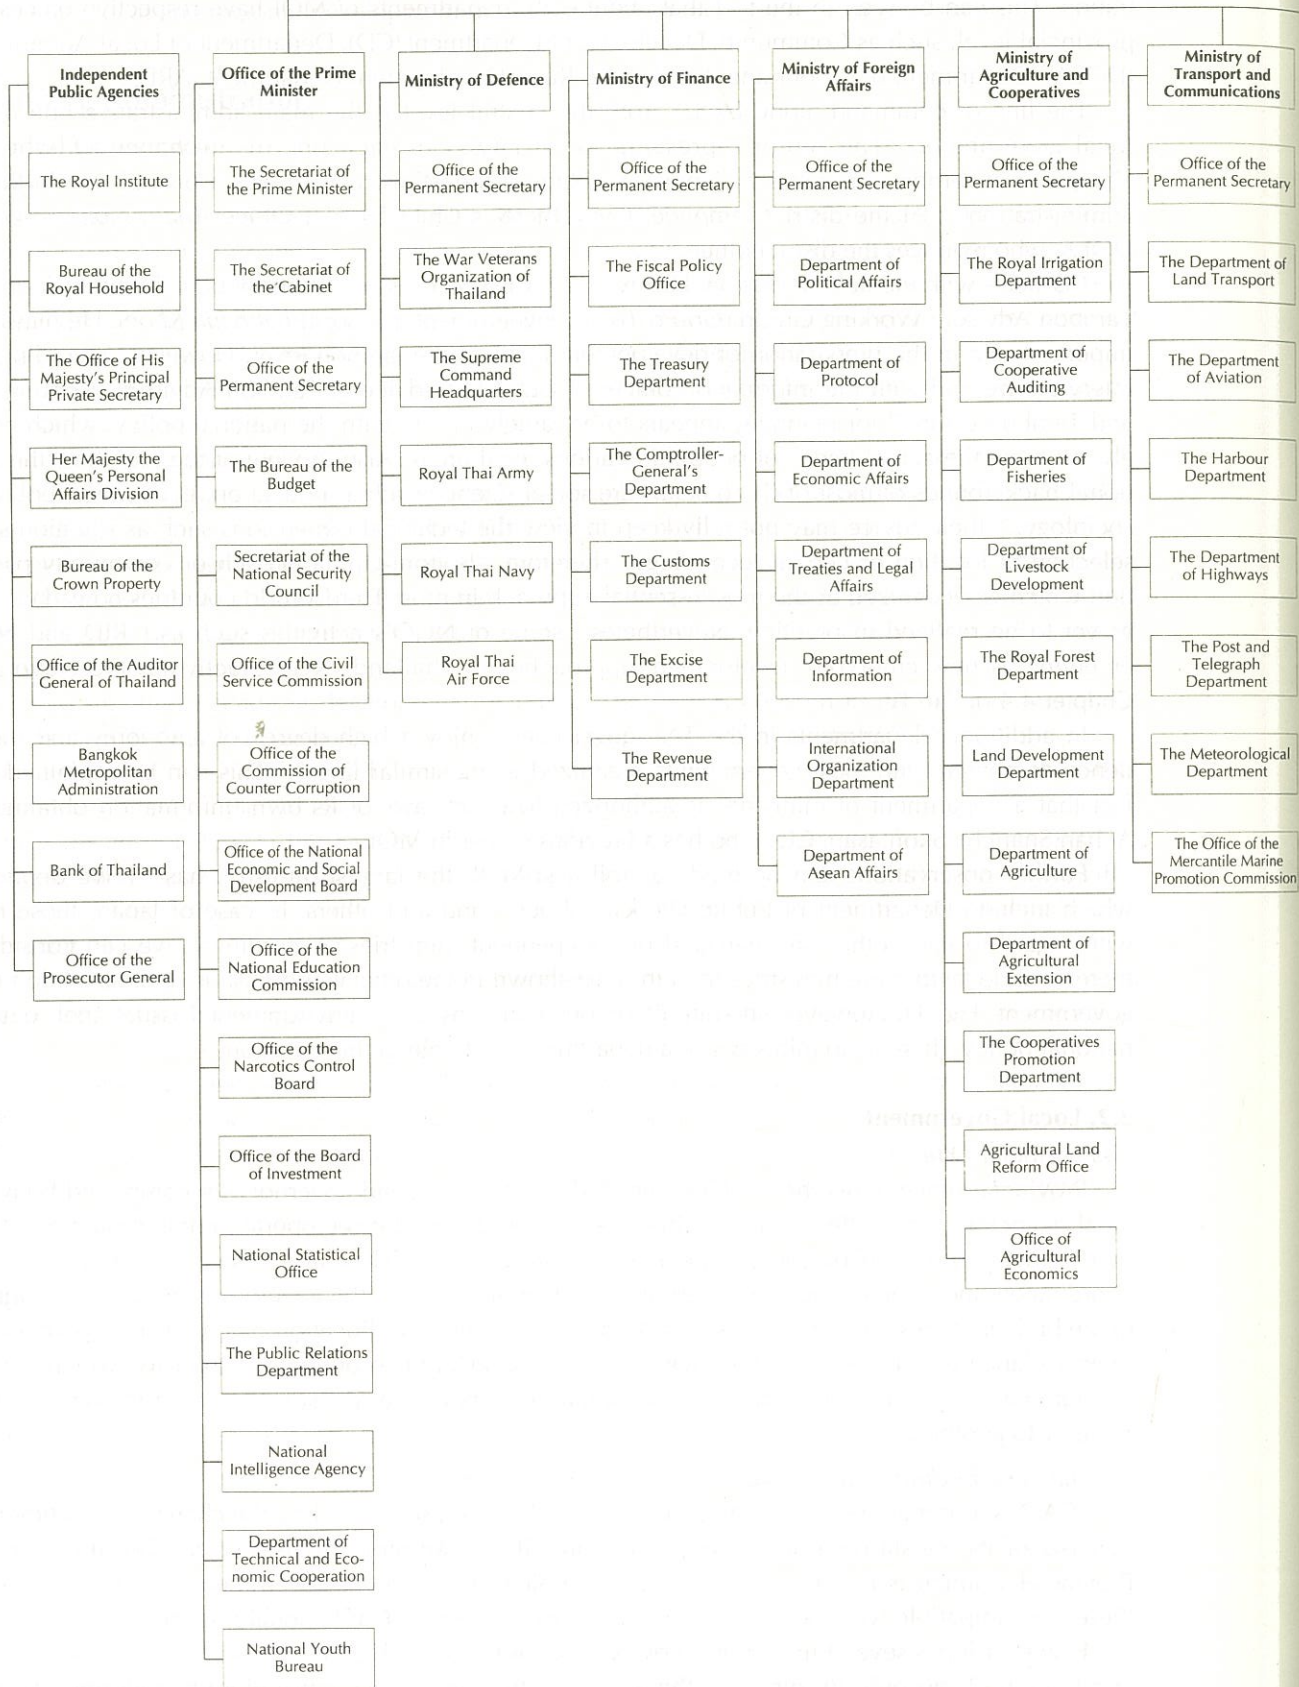 Independent
Public Agencies
The Royal Institute
Bureau of the
Royal Household
The Office of His
Majesty's Principal
Private Secretary
Her Majesty the
Queen's Personal
Affairs Division
Bureau of the
Crown Property
Office of the Auditor
General of Thailand
Bangkok
Metropolitan
Administration
Bank of Thailand
Office of the
Prosecutor General
Office of the Prime
Minister
The Secretariat of
the Prime Minister
The Secretariat of
the Cabinet
Office of the
Permanent Secretary
The Bureau of the
Budget
Secretariat of the
National Security
Council
Office of the Civil
Service Commission
Office of the
Commission of
Counter Corruption
Office of the National
Economic and Social
Development Board
Office of the
National Education
Commission
Office of the
Narcotics Control
Board
Office of the Board
of Investment
National Statistical
Office
The Public Relations
Department
National
Intelligence Agency
Department of
Technical and Eco-
nomic Cooperation
National Youth
Bureau
Ministry of Defence
Office of the
Permanent Secretary
The War Veterans
Organization of
Thailand
The Supreme
Command
Headquarters
Royal Thai Army
Royal Thai Navy
Royal Thai
Air Force
Ministry of Finance
Office of the
Permanent Secretary
The Fiscal Policy
Office
The Treasury
Department
The Comptroller-
General's
Department
The Customs
Department
The Excise
Department
The Revenue
Department
Ministry of Foreign
Affairs
Office of the
Permanent Secretary
Department of
Political Affairs
Department of
Protocol
Department of
Economic Affairs
Department of
Treaties and Legal
Affairs
Department of
Information
International
Organization
Department
Department of
Asean Affairs
Ministry of
Agriculture and
Cooperatives
Office of the
Permanent Secretary
The Royal Irrigation
Department
Department of
Cooperative
Auditing
Department of
Fisheries
Department of
Livestock
Development
The Royal Forest
Department
Land Development
Department
Department of
Agriculture
Department of
Agricultural
Extension
The Cooperatives
Promotion
Department
Agricultural Land
Reform Office
Office of
Agricultural
Economics
Ministry of
Transport and
Communications
Office of the
Permanent Secretary
The Department of
Land Transport
The Department
of Aviation
The Harbour
Department
The Department
of Highways
The Post and
Telegraph
Department
The Meteorological
Department
The Office of the
Mercantile Marine
Promotion Commission